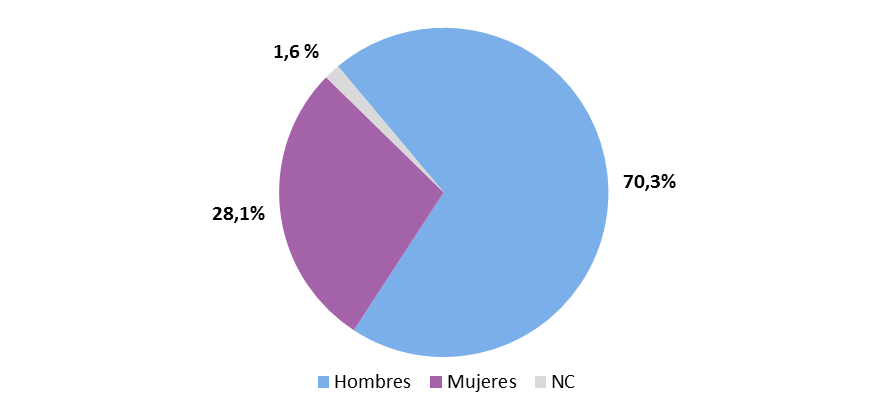 1,6 %
70,3%
28,1%
Hombres Mujeres NC